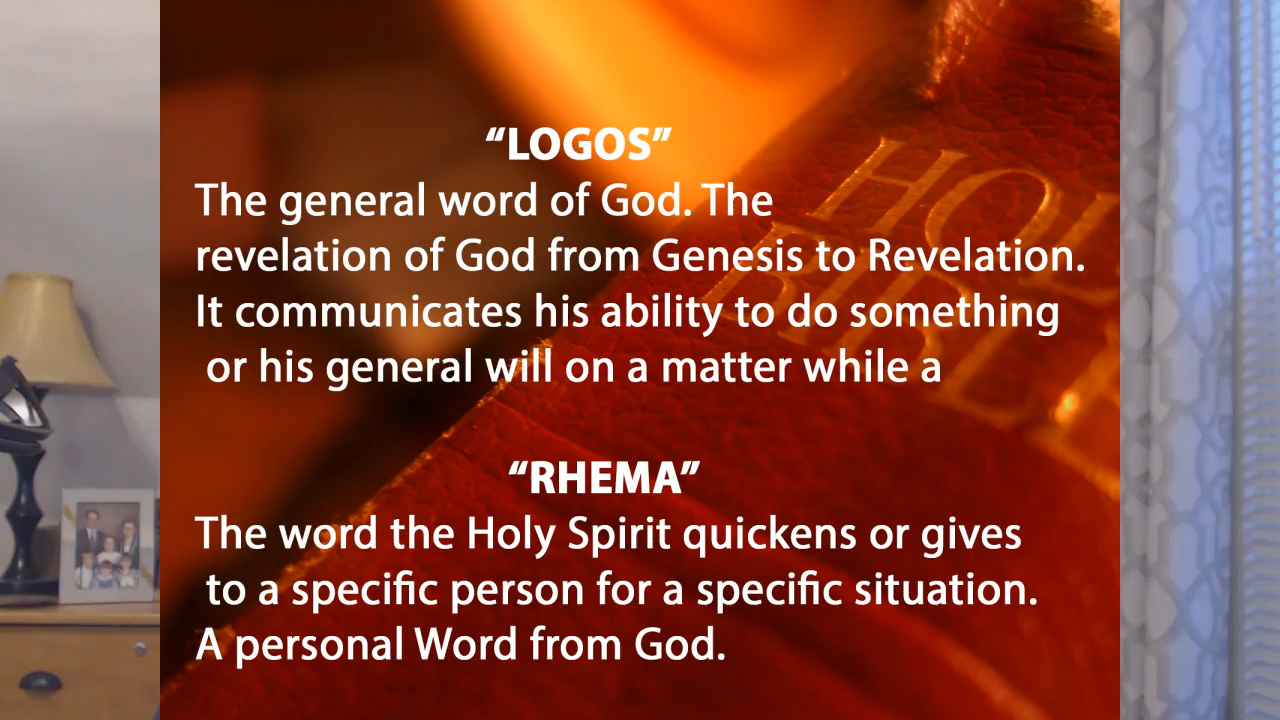 “LOGOS”
The general word of God. The
revelation of God from Genesis to Revelation.
It communicates his ability to do something
or his general will on a matter while a
“RHEMA”
The word the Holy Spirit quickens or gives
to a specific person for a specific situation.
A personal Word from God.
HOLY
BIBLE